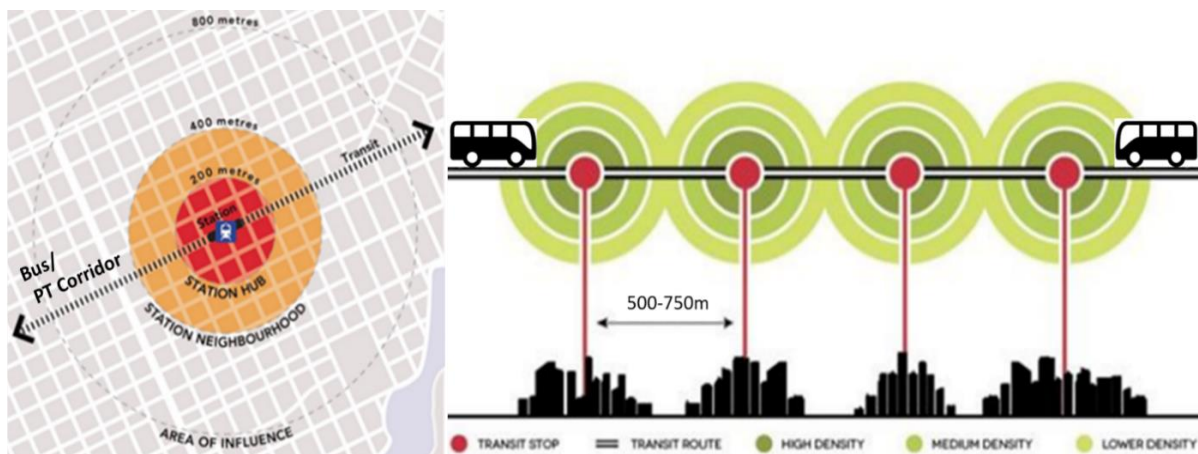 800 metres
400 metres
200 metres
Transit
Station
Bus/
PT Corridor
STATION HUB
STATION NEIGHBOURHOOD
AREA OF INFLUENCE
500-750m
TRANSIT STOP
TRANSIT ROUTE
HIGH DENSITY
MEDIUM DENSITY
LOWER DENSITY